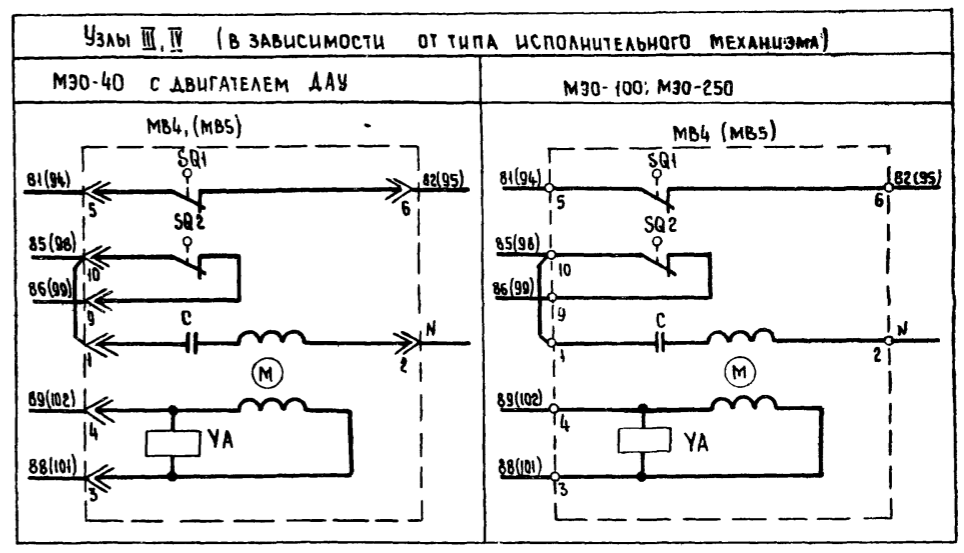 Узлы III, IV (в зависимости от типа исполнительного механизма)
МЭО-40 с двигателем ДАУ
МВ4, (МВ5)
SQ1
81(94)
82(95)
5
6
SQ2
85(98)
10
86(99)
9
C
N
1
2
М
89(102)
4
YA
88(101)
3
МЭО-100; МЭО-250
МВ4 (МВ5)
SQ1
81(94)
82(95)
5
6
SQ2
85(98)
10
86(99)
9
C
N
1
2
М
89(102)
4
YA
88(101)
3